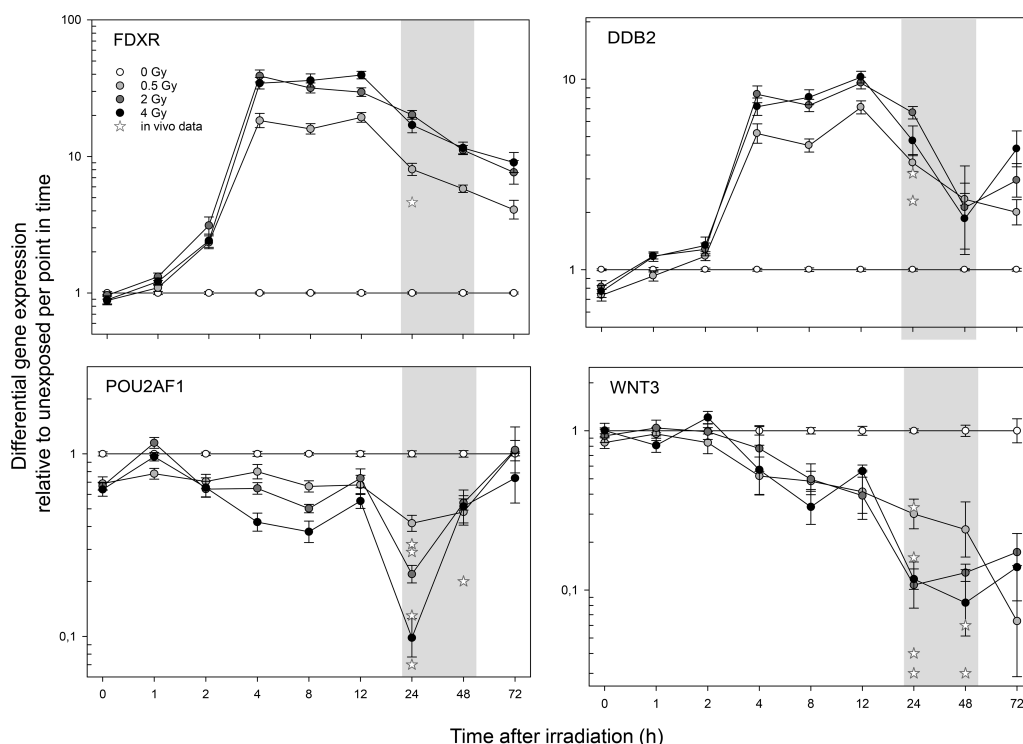 FDXR
0 Gy
0.5 Gy
2 Gy
4 Gy
in vivo data
100
10
1
DDB2
10
1
POU2AF1
1
0,1
0 1 2 4 8 12 24 48 72
WNT3
1
0,1
0 1 2 4 8 12 24 48 72
Differential gene expression
relative to unexposed per point in time
Time after irradiation (h)